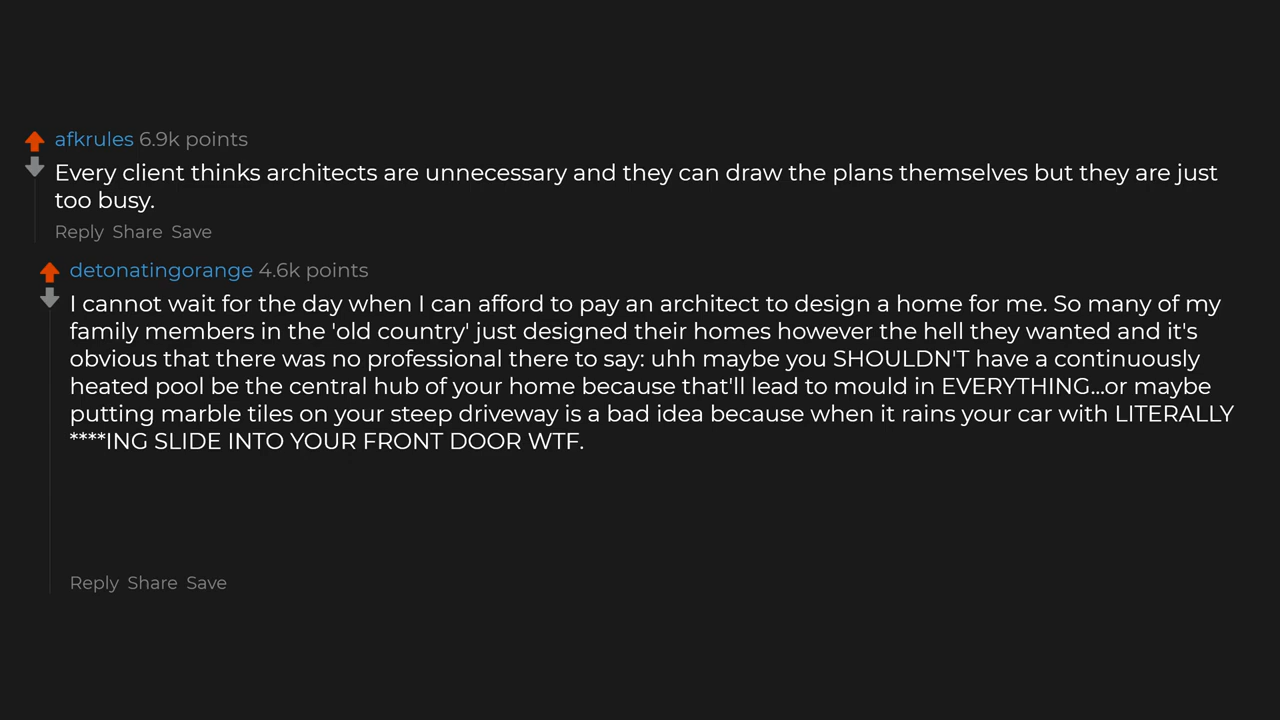 afkrules 6.9k points
Every client thinks architects are unnecessary and they can draw the plans themselves but they are just
too busy.
Reply Share Save
detonatingorange 4.6k points
I cannot wait for the day when I can afford to pay an architect to design a home for me. So many of my
family members in the 'old country' just designed their homes however the hell they wanted and it's
obvious that there was no professional there to say: uhh maybe you SHOULDN'T have a continuously
heated pool be the central hub of your home because that'll lead to mould in EVERYTHING...or maybe
putting marble tiles on your steep driveway is a bad idea because when it rains your car with LITERALLY
****ING SLIDE INTO YOUR FRONT DOOR WTF.
Reply Share Save